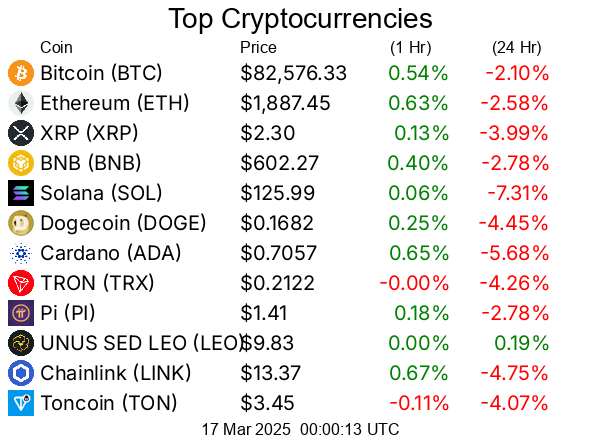 Top Cryptocurrencies
Coin Price (1 Hr) (24 Hr)
Bitcoin (BTC) $82,576.33 0.54% -2.10%
Ethereum (ETH) $1,887.45 0.63% -2.58%
XRP (XRP) $2.30 0.13% -3.99%
BNB (BNB) $602.27 0.40% -2.78%
Solana (SOL) $125.99 0.06% -7.31%
Dogecoin (DOGE) $0.1682 0.25% -4.45%
Cardano (ADA) $0.7057 0.65% -5.68%
TRON (TRX) $0.2122 -0.00% -4.26%
Pi (PI) $1.41 0.18% -2.78%
UNUS SED LEO (LEO) $9.83 0.00% 0.19%
Chainlink (LINK) $13.37 0.67% -4.75%
Toncoin (TON) $3.45 -0.11% -4.07%
17 Mar 2025 00:00:13 UTC